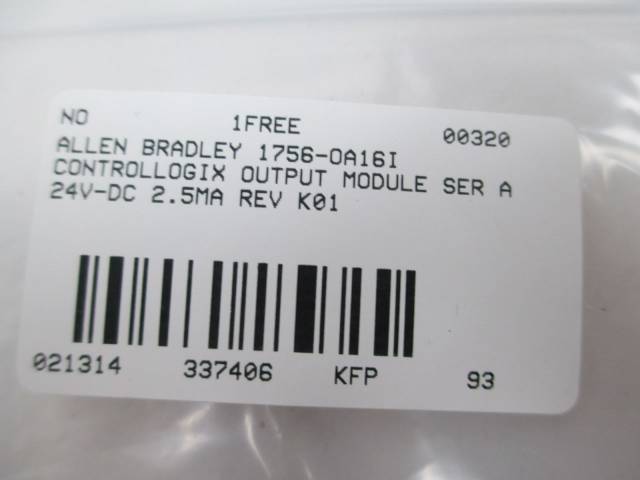 NO 1FREE 00320
ALLEN BRADLEY 1756-OA16I
CONTROLLOGIX OUTPUT MODULE SER A
24V-DC 2.5MA REV K01
021314 337406 KFP 93